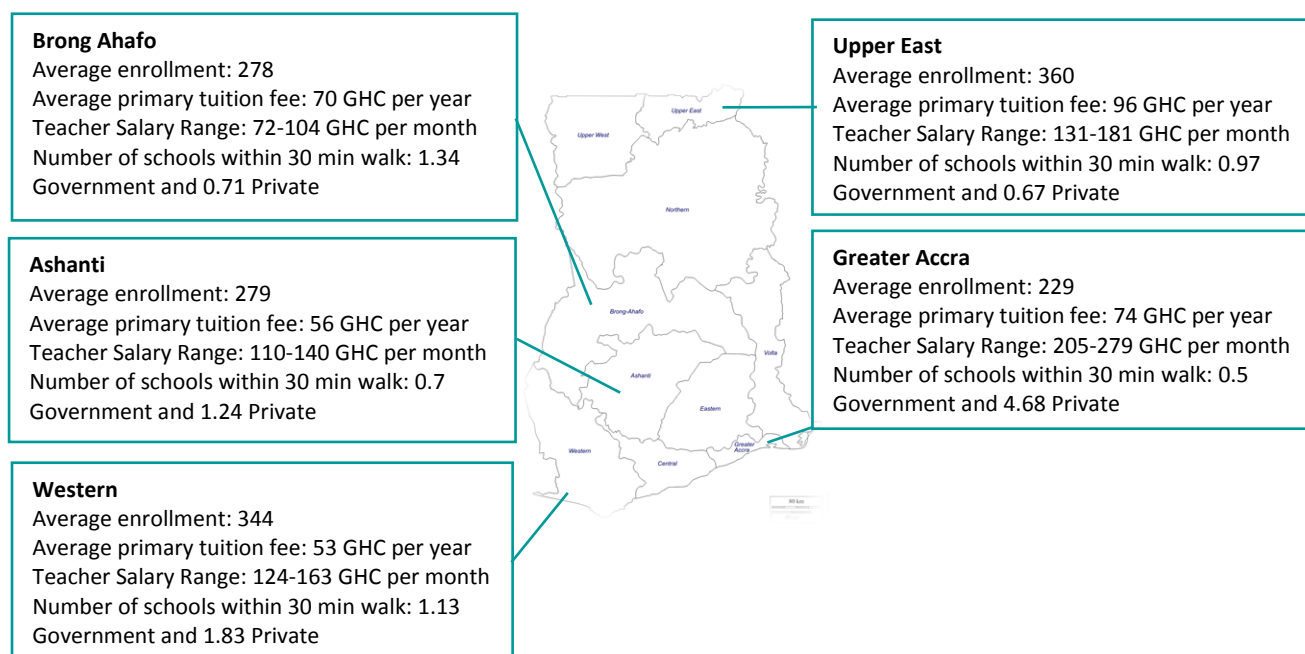 Brong Ahafo
Average enrollment: 278
Average primary tuition fee: 70 GHC per year
Teacher Salary Range: 72-104 GHC per month
Number of schools within 30 min walk: 1.34
Government and 0.71 Private
Ashanti
Average enrollment: 279
Average primary tuition fee: 56 GHC per year
Teacher Salary Range: 110-140 GHC per month
Number of schools within 30 min walk: 0.7
Government and 1.24 Private
Western
Average enrollment: 344
Average primary tuition fee: 53 GHC per year
Teacher Salary Range: 124-163 GHC per month
Number of schools within 30 min walk: 1.13
Government and 1.83 Private
Upper East
Upper West
Northern
Brong-Ahafo
Volta
Ashanti
Eastern
Western
Central
Greater
Accra
Upper East
Average enrollment: 360
Average primary tuition fee: 96 GHC per year
Teacher Salary Range: 131-181 GHC per month
Number of schools within 30 min walk: 0.97
Government and 0.67 Private
Greater Accra
Average enrollment: 229
Average primary tuition fee: 74 GHC per year
Teacher Salary Range: 205-279 GHC per month
Number of schools within 30 min walk: 0.5
Government and 4.68 Private